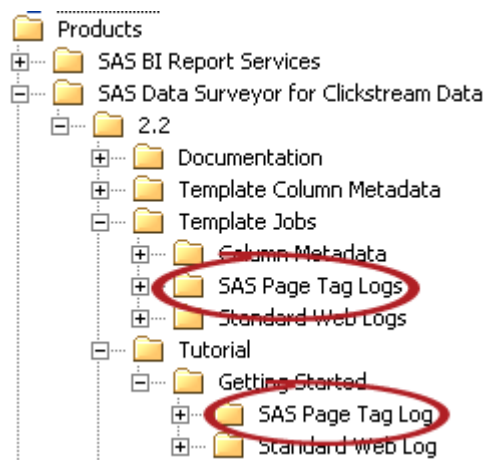 Products
SAS BI Report Services
SAS Data Surveyor for Clickstream Data
2.2
Documentation
Template Column Metadata
Template Jobs
Column Metadata
SAS Page Tag Logs
Standard Web Logs
Tutorial
Getting Started
SAS Page Tag Log
Standard Web Log